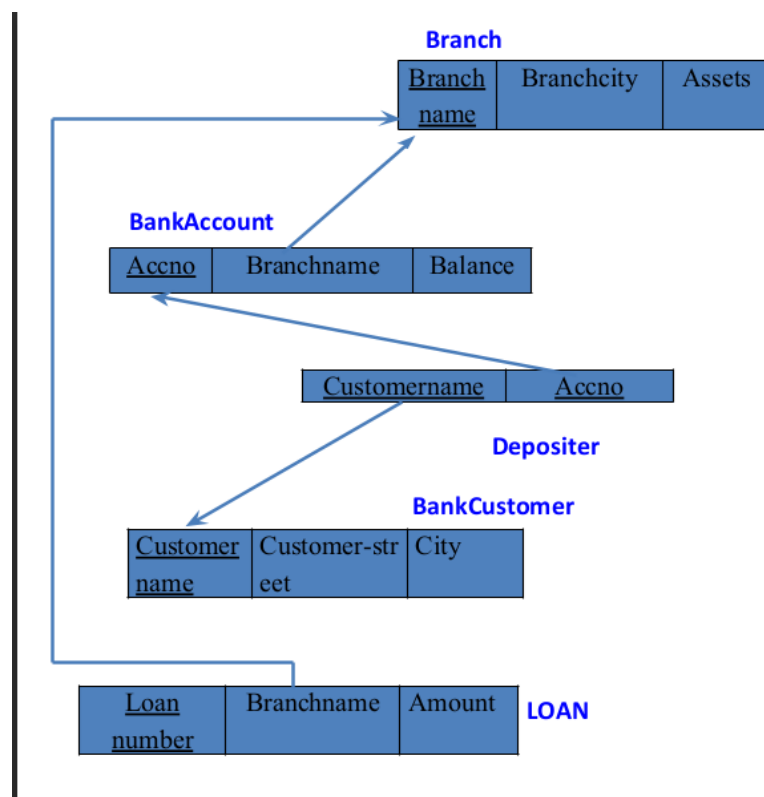 Branch
Branch Branchcity Assets
name
BankAccount
Accno Branchname Balance
Customername Accno
Depositer
BankCustomer
Customer Customer-str City
name eet
Loan Branchname Amount
number
LOAN